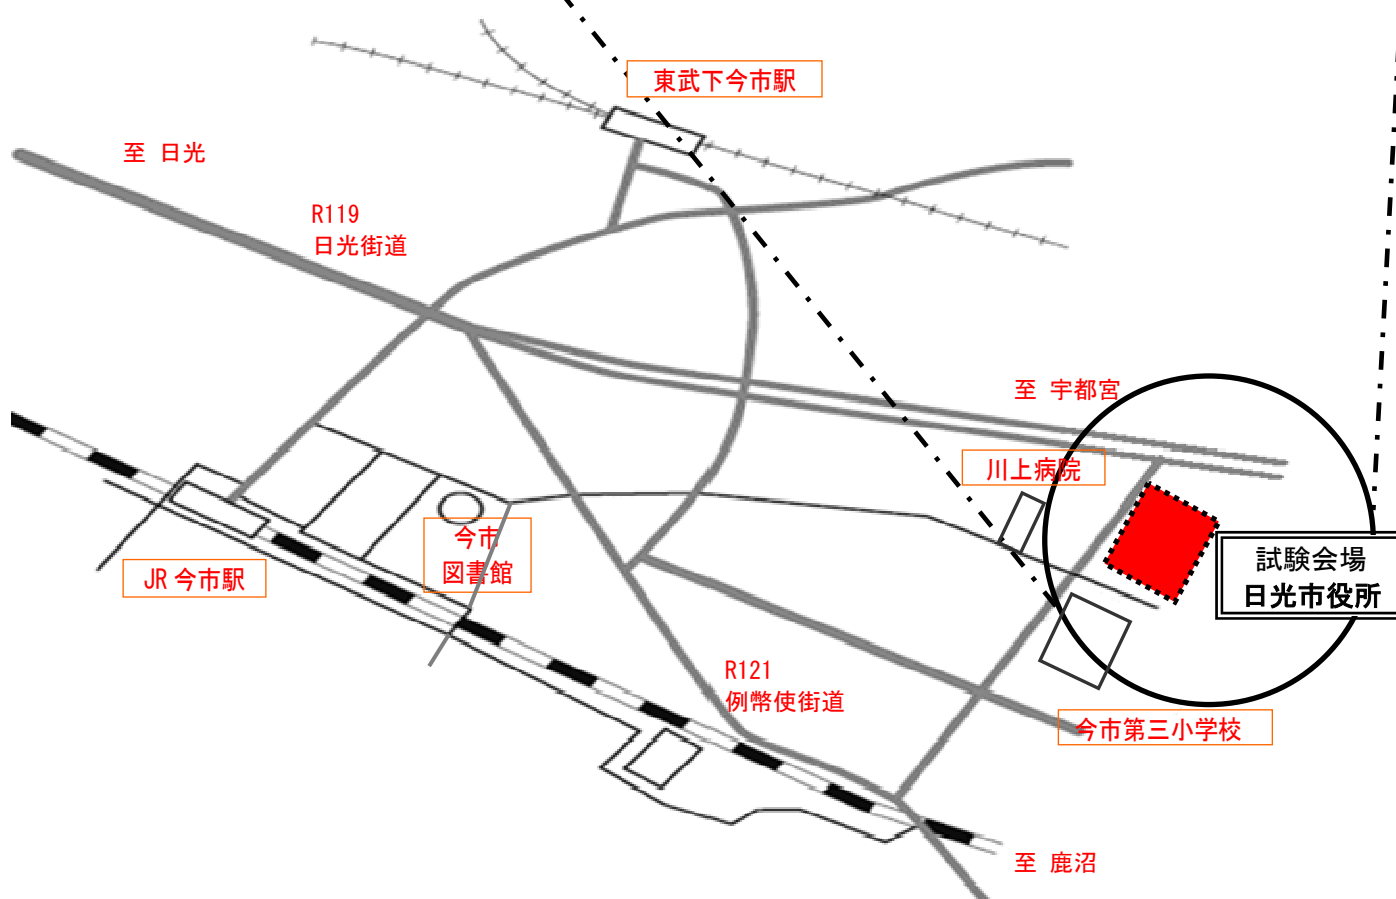 東武下今市駅
至 日光
R119
日光街道
至 宇都宮
川上病院
今市
図書館
JR 今市駅
試験会場
日光市役所
R121
例幣使街道
今市第三小学校
至 鹿沼